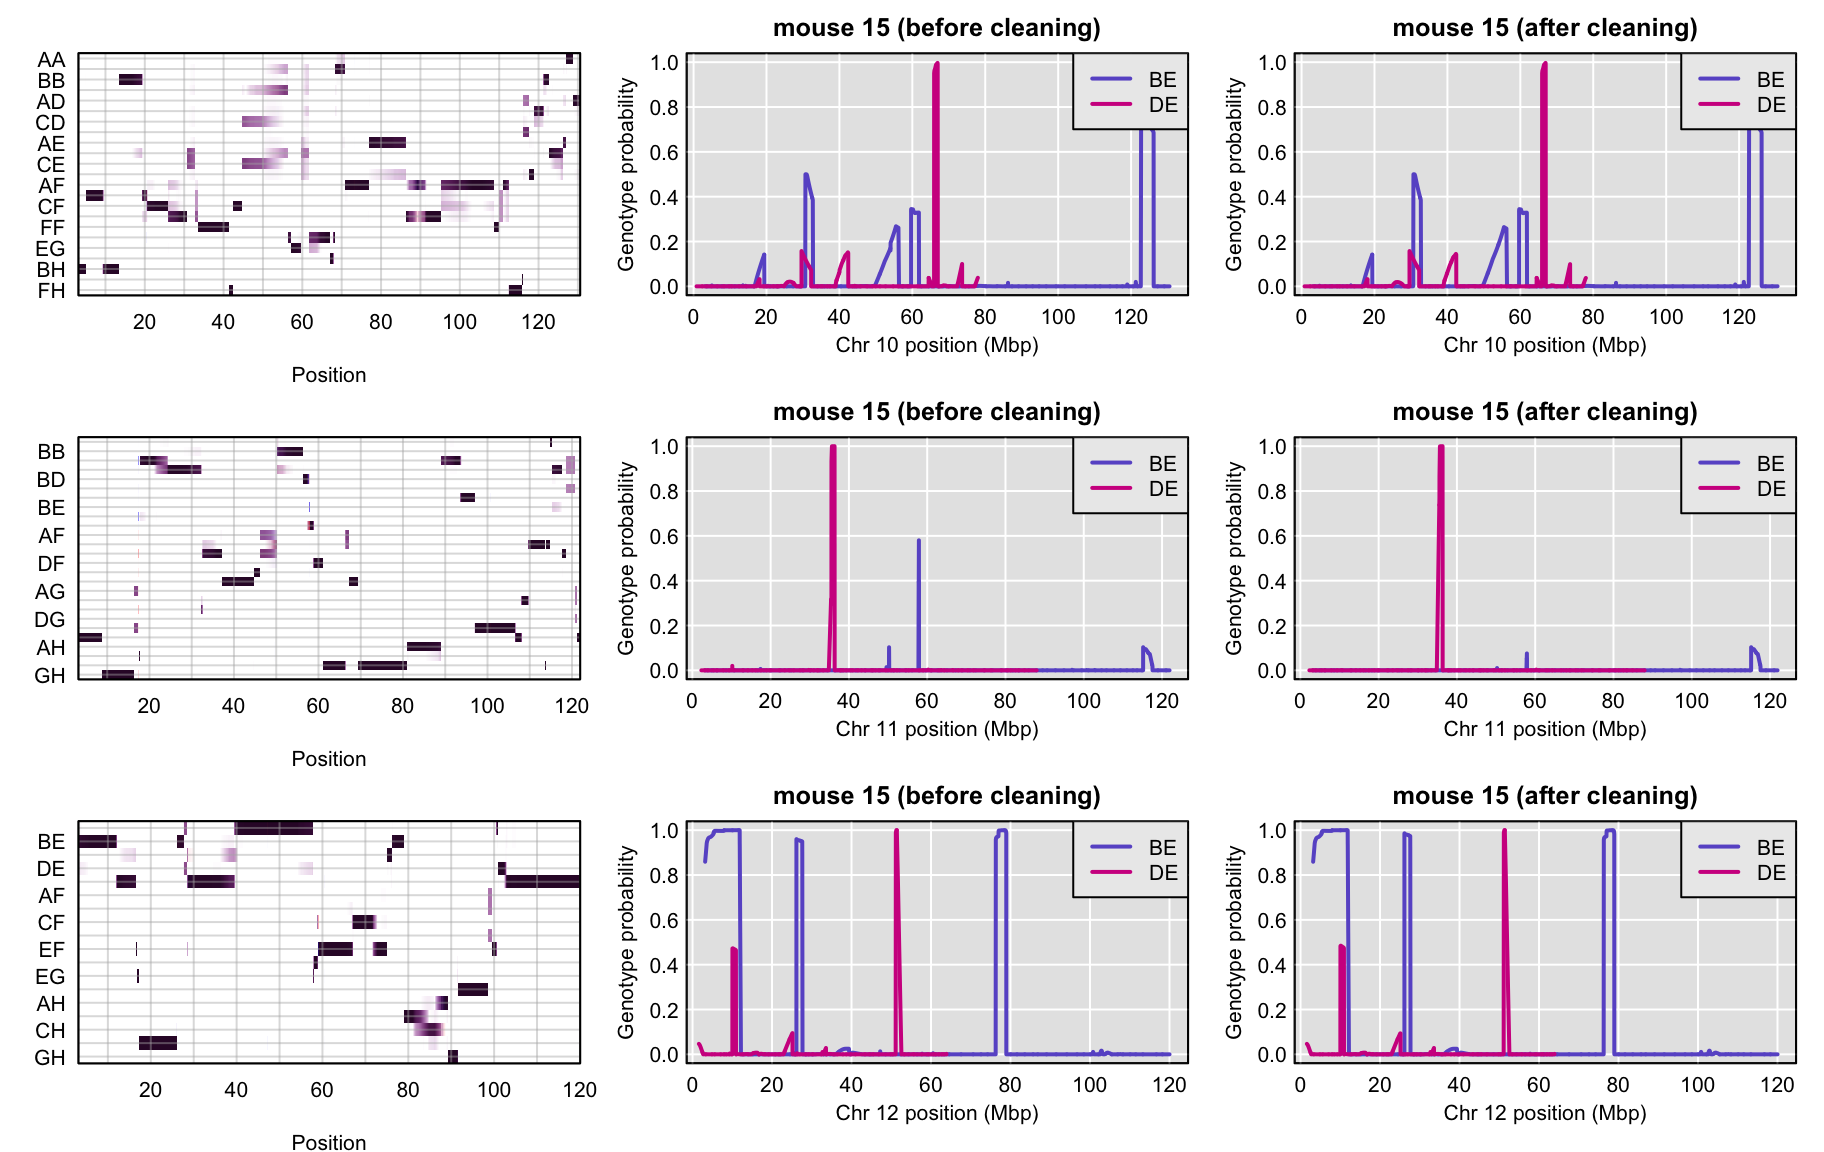 mouse 15 (before cleaning)
mouse 15 (after cleaning)
AA
BB
AD
CD
AE
CE
AF
CF
FF
EG
BH
FH
20 40 60 80 100 120
Position
Genotype probability
1.0
0.8
0.6
0.4
0.2
0.0
BE
DE
0 20 40 60 80 100 120
Chr 10 position (Mbp)
Genotype probability
1.0
0.8
0.6
0.4
0.2
0.0
BE
DE
0 20 40 60 80 100 120
Chr 10 position (Mbp)
mouse 15 (before cleaning)
mouse 15 (after cleaning)
BB
BD
BE
AF
DF
AG
DG
AH
GH
20 40 60 80 100 120
Position
Genotype probability
1.0
0.8
0.6
0.4
0.2
0.0
BE
DE
0 20 40 60 80 100 120
Chr 11 position (Mbp)
Genotype probability
1.0
0.8
0.6
0.4
0.2
0.0
BE
DE
0 20 40 60 80 100 120
Chr 11 position (Mbp)
mouse 15 (before cleaning)
mouse 15 (after cleaning)
BE
DE
AF
CF
EF
EG
AH
CH
GH
20 40 60 80 100 120
Position
Genotype probability
1.0
0.8
0.6
0.4
0.2
0.0
BE
DE
0 20 40 60 80 100 120
Chr 12 position (Mbp)
Genotype probability
1.0
0.8
0.6
0.4
0.2
0.0
BE
DE
0 20 40 60 80 100 120
Chr 12 position (Mbp)